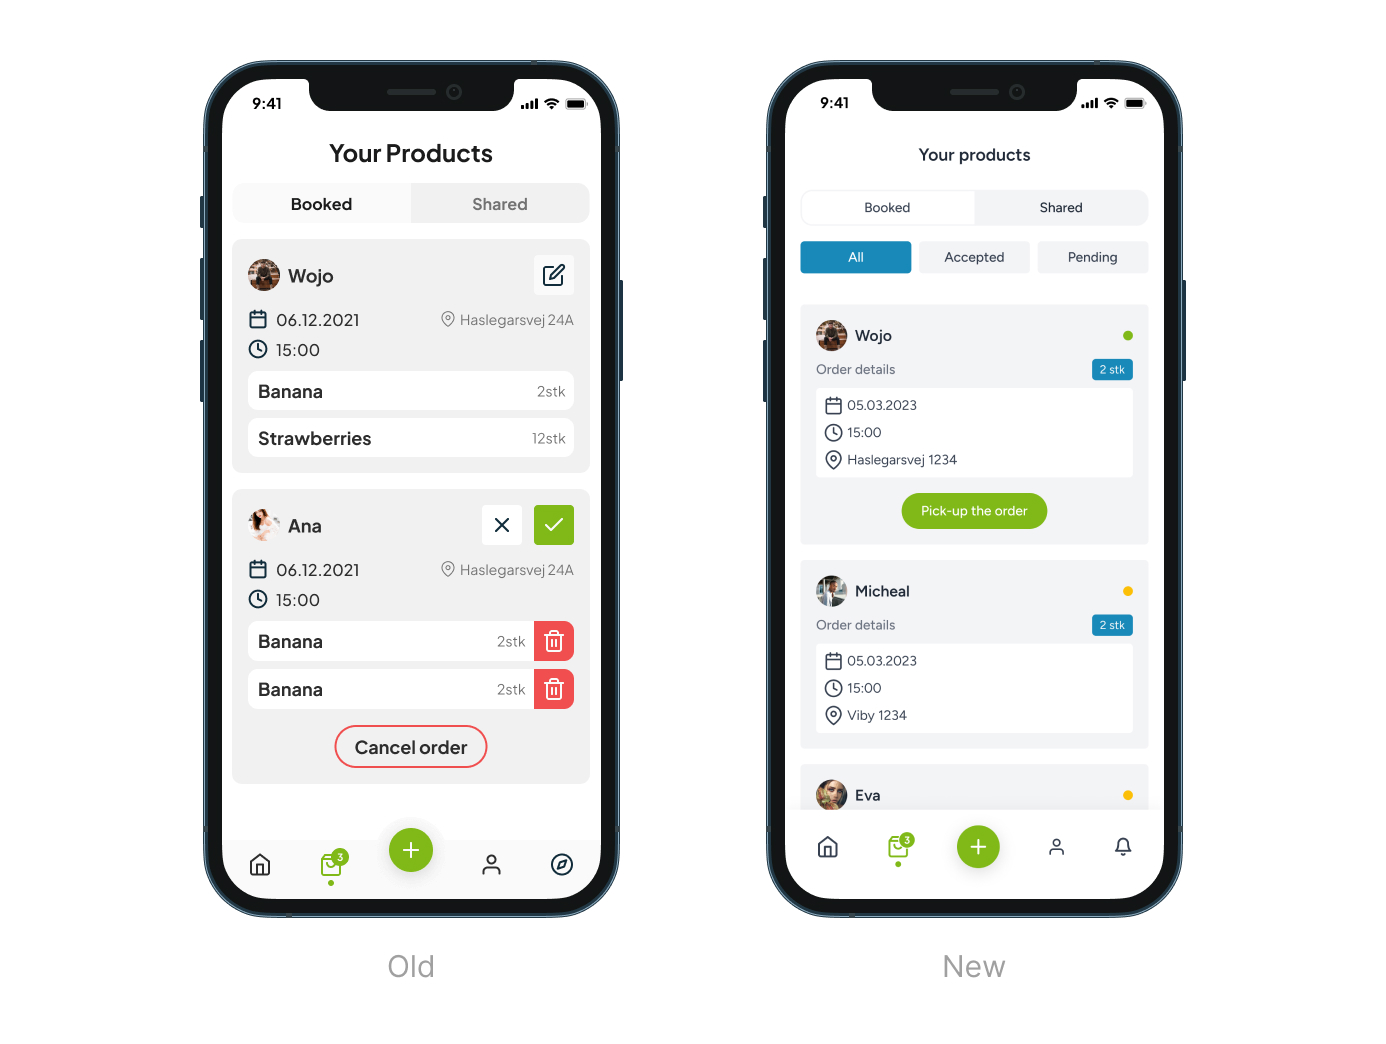 9:41
Your Products
Booked Shared
Wojo
06.12.2021 Haslegarsvej 24A
15:00
Banana 2stk
Strawberries 12stk
Ana
06.12.2021 Haslegarsvej 24A
15:00
Banana 2stk
Banana 2stk
Cancel order
3
Old
9:41
Your products
Booked Shared
All Accepted Pending
Wojo
Order details 2 stk
05.03.2023
15:00
Haslegarsvej 1234
Pick-up the order
Micheal
Order details 2 stk
05.03.2023
15:00
Viby 1234
Eva
3
New